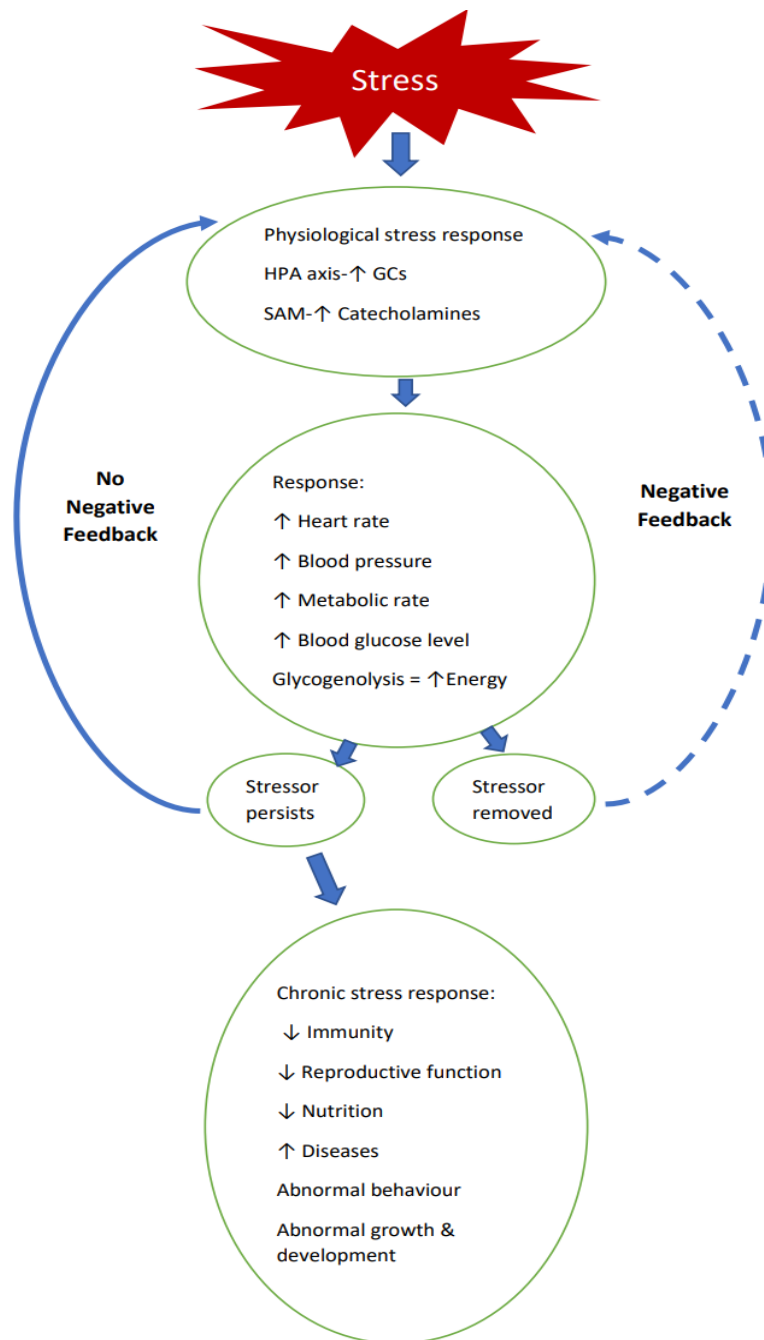 Stress
Physiological stress response
HPA axis-↑ GCs
SAM-↑ Catecholamines
No
Negative
Feedback
Negative
Feedback
Response:
↑ Heart rate
↑ Blood pressure
↑ Metabolic rate
↑ Blood glucose level
Glycogenolysis = ↑Energy
Stressor
persists
Stressor
removed
Chronic stress response:
↓ Immunity
↓ Reproductive function
↓ Nutrition
↑ Diseases
Abnormal behaviour
Abnormal growth &
development